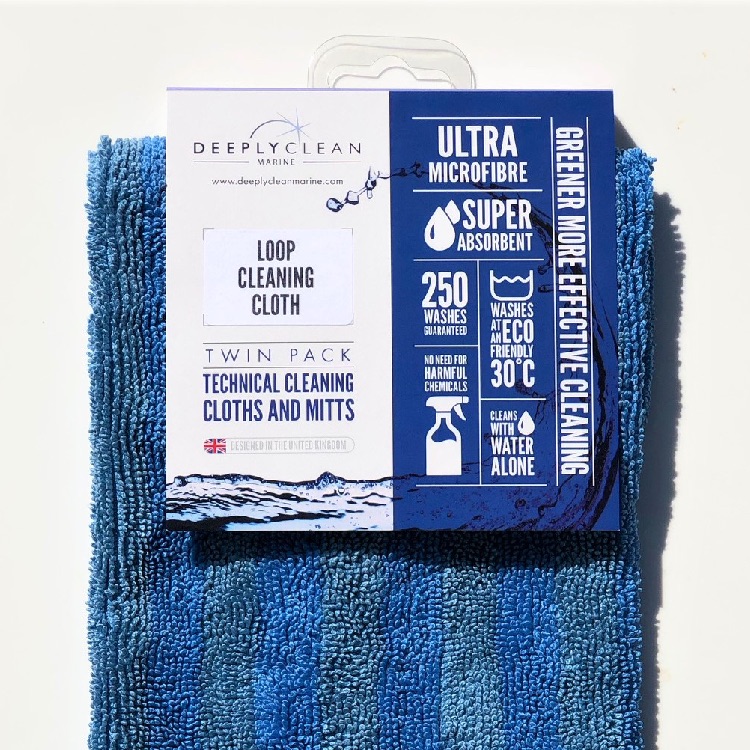 DEEPLYCLEAN
MARINE
www.deeplycleanmarine.com
LOOP
CLEANING
CLOTH
TWIN PACK
TECHNICAL CLEANING
CLOTHS AND MITTS
DESIGNED IN THE UNITED KINGDOM
ULTRA
MICROFIBRE
SUPER
ABSORBENT
250
WASHES
GUARANTEED
NO NEED FOR
HARMFUL
CHEMICALS
WASHES
AT AN ECO
FRIENDLY
30°C
CLEANS
WITH
WATER
ALONE
GREENER MORE EFFECTIVE CLEANING